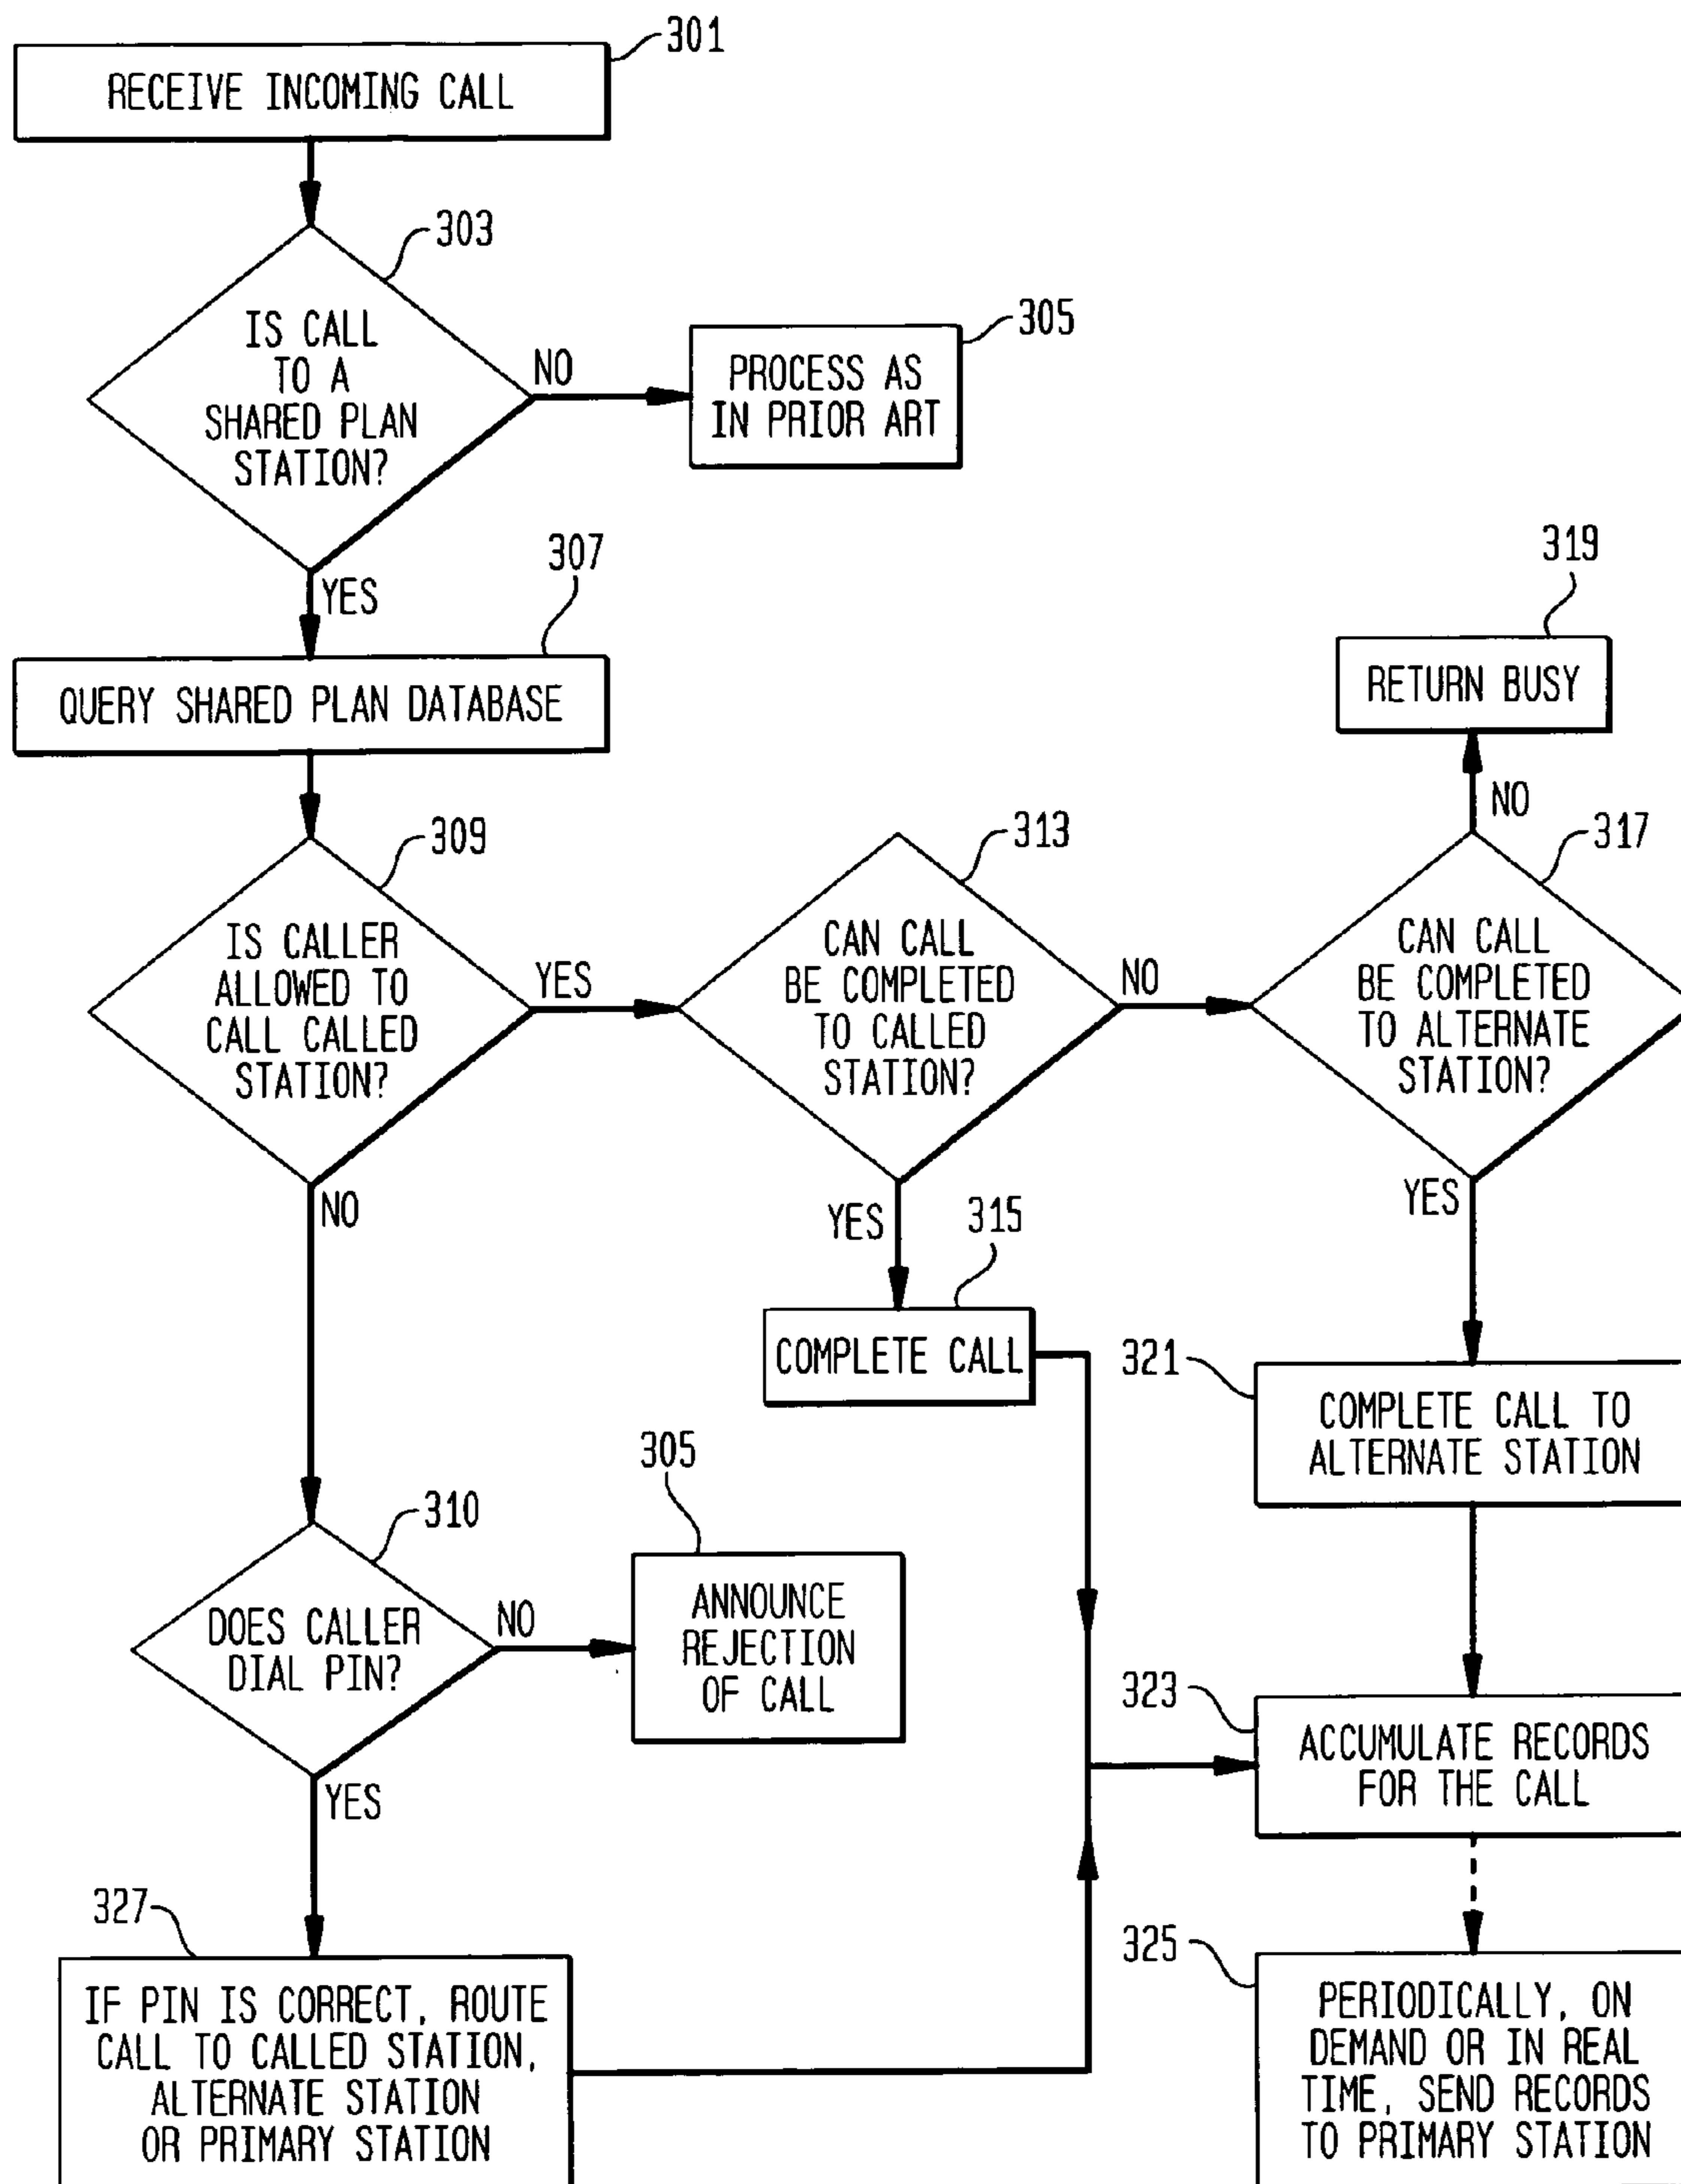 301
RECEIVE INCOMING CALL
303
IS CALL
TO A
SHARED PLAN
STATION?
NO
305
PROCESS AS
IN PRIOR ART
YES
307
QUERY SHARED PLAN DATABASE
309
IS CALLER
ALLOWED TO
CALL CALLED
STATION?
YES
313
CAN CALL
BE COMPLETED
TO CALLED
STATION?
NO
317
CAN CALL
BE COMPLETED
TO ALTERNATE
STATION?
NO
319
RETURN BUSY
NO
YES
315
COMPLETE CALL
YES
321
COMPLETE CALL TO
ALTERNATE STATION
310
DOES CALLER
DIAL PIN?
NO
305
ANNOUNCE
REJECTION
OF CALL
323
ACCUMULATE RECORDS
FOR THE CALL
YES
327
IF PIN IS CORRECT, ROUTE
CALL TO CALLED STATION,
ALTERNATE STATION
OR PRIMARY STATION
325
PERIODICALLY, ON
DEMAND OR IN REAL
TIME, SEND RECORDS
TO PRIMARY STATION